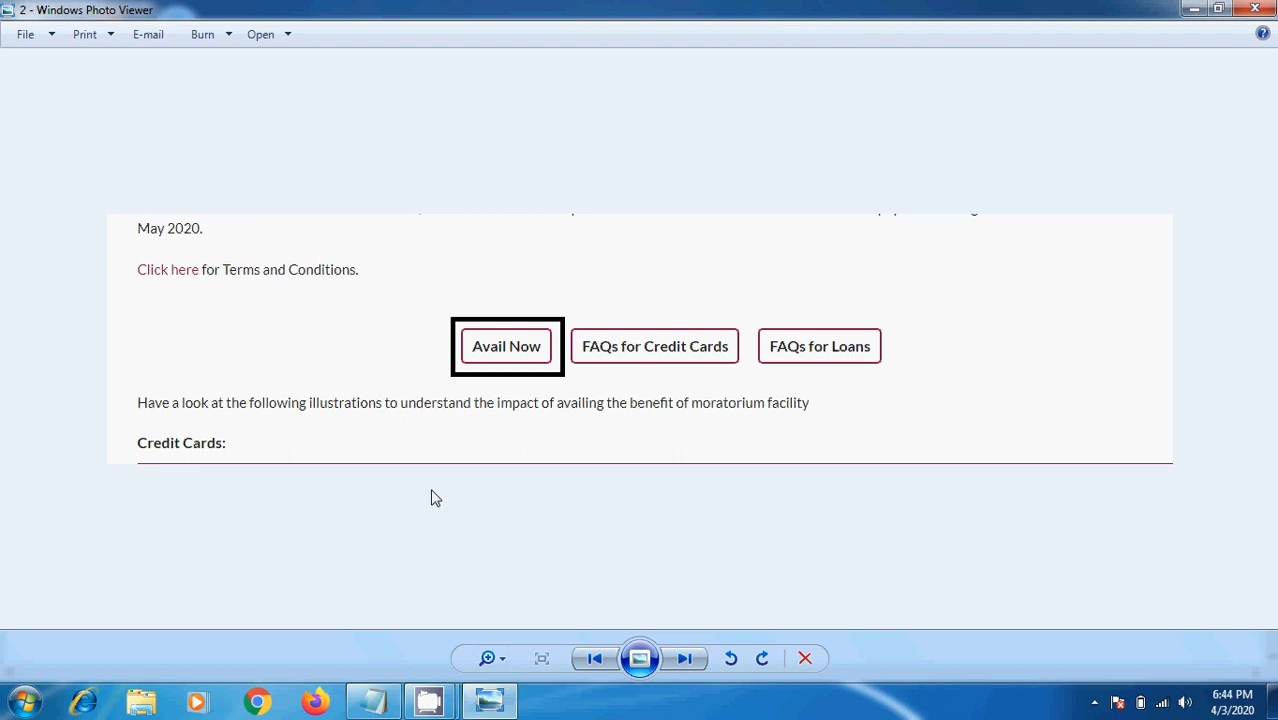 2 - Windows Photo Viewer
File Print E-mail Burn Open
May 2020.
Click here for Terms and Conditions.
Avail Now FAQs for Credit Cards FAQs for Loans
Have a look at the following illustrations to understand the impact of availing the benefit of moratorium facility
Credit Cards:
6:44 PM
4/3/2020